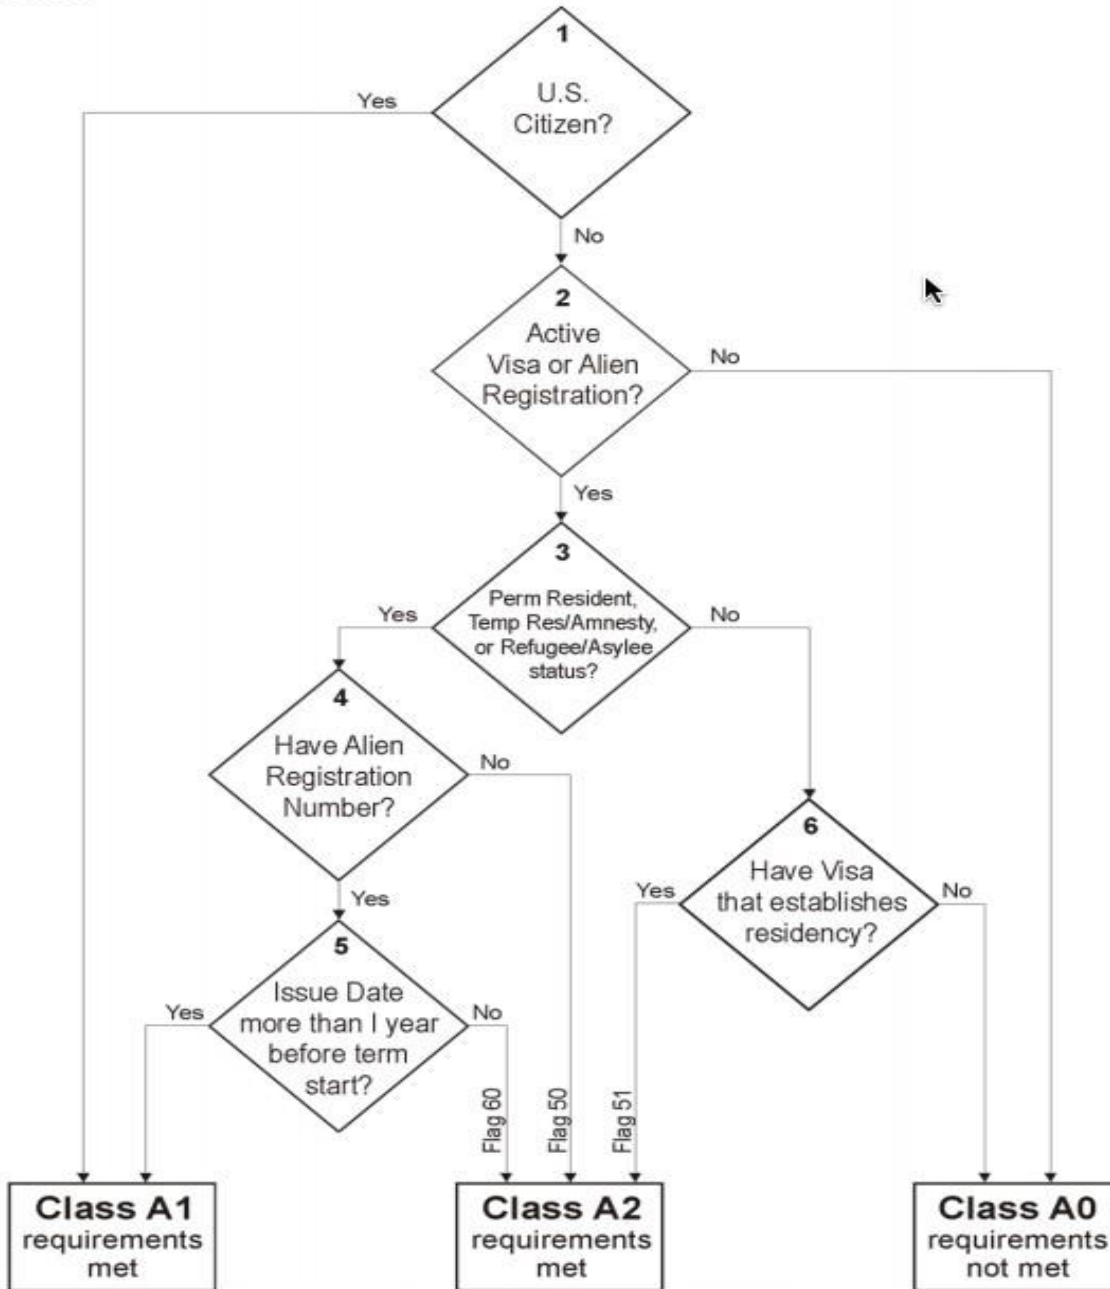 1
U.S.
Citizen?
Yes
No
2
Active
Visa or Alien
Registration?
No
Yes
3
Perm Resident,
Temp Res/Amnesty,
or Refugee/Asylee
status?
Yes
No
4
Have Alien
Registration
Number?
No
Yes
6
Have Visa
that establishes
residency?
Yes
No
5
Issue Date
more than I year
before term
start?
Yes
No
Flag 60
Flag 50
Flag 51
Class A1
requirements
met
Class A2
requirements
met
Class A0
requirements
not met